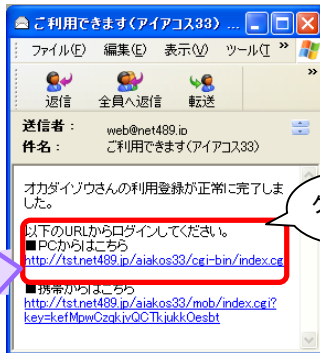 ご利用できます(アイアコス33) ...
ファイル(F) 編集(E) 表示(V) ツール(T »
返信 全員へ返信 転送 »
送信者： web@net489.jp
件名： ご利用できます(アイアコス33)
オカダイゾウさんの利用登録が正常に完了しま
した。
以下のURLからログインしてください。
■PCからはこちら
http://tst.net489.jp/aiakos33/cgi-bin/index.cg
■携帯からはこちら
http://tst.net489.jp/aiakos33/mob/index.cgi?
key=kefMpwCzqkjvQCTkjukkOesbt